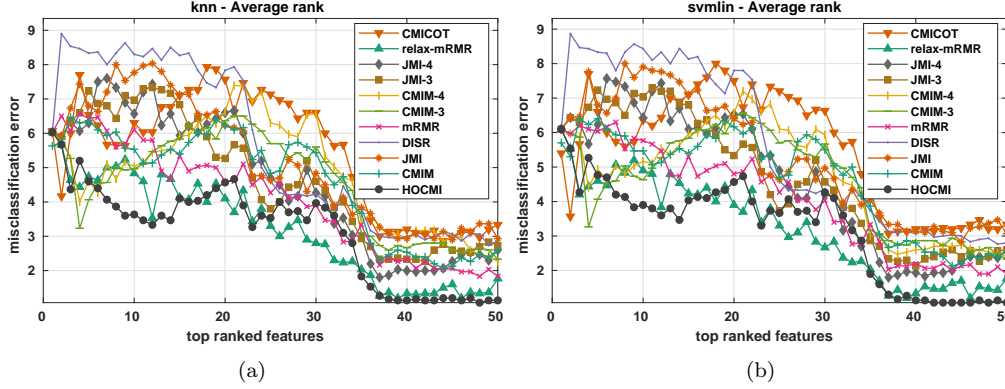 knn - Average rank
misclassification error
9
8
7
6
5
4
3
2
0
10
20
30
40
50
top ranked features
CMICOT
relax-mRMR
JMI-4
JMI-3
CMIM-4
CMIM-3
mRMR
DISR
JMI
CMIM
HOCMI
(a)
svmlin - Average rank
misclassification error
9
8
7
6
5
4
3
2
0
10
20
30
40
50
top ranked features
CMICOT
relax-mRMR
JMI-4
JMI-3
CMIM-4
CMIM-3
mRMR
DISR
JMI
CMIM
HOCMI
(b)